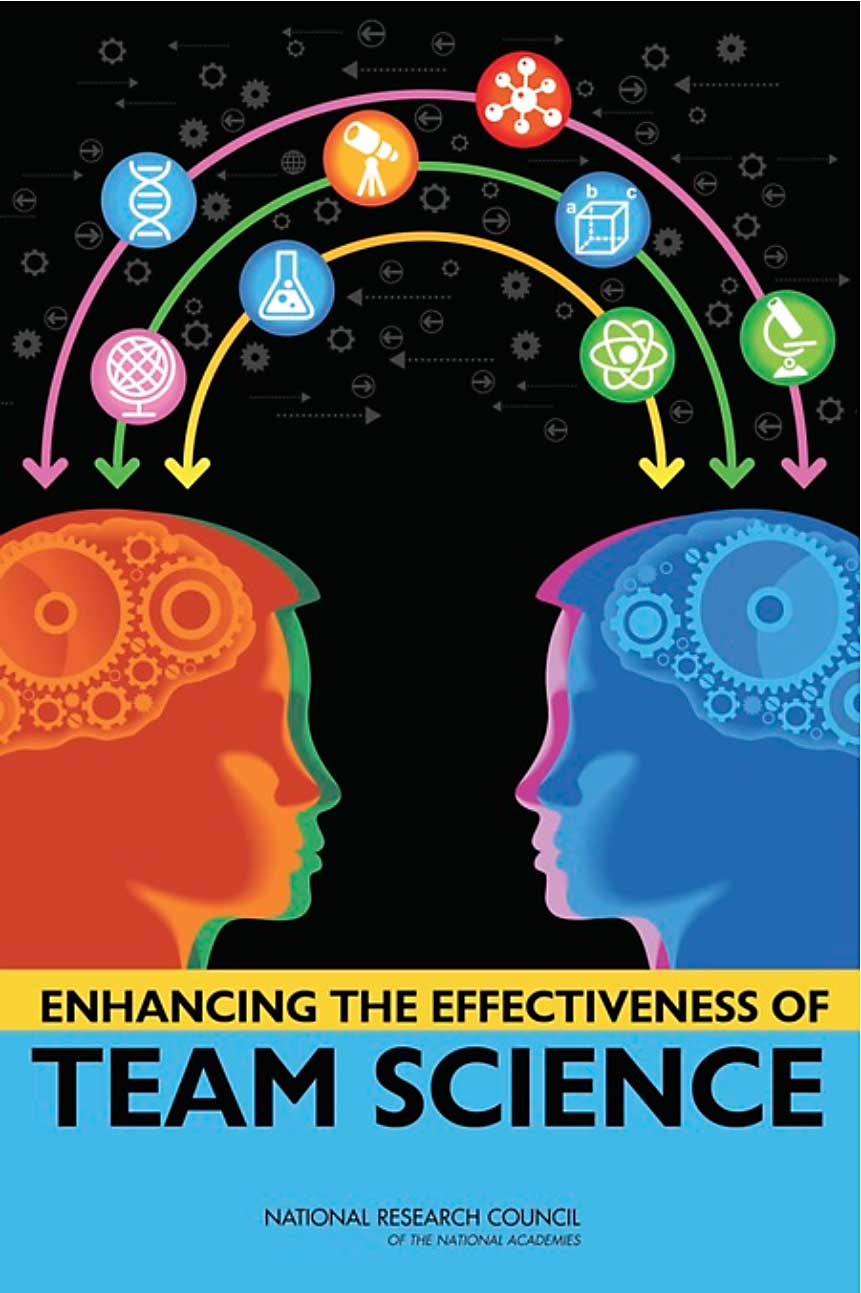 a b c
ENHANCING THE EFFECTIVENESS OF
TEAM SCIENCE
NATIONAL RESEARCH COUNCIL
OF THE NATIONAL ACADEMIES